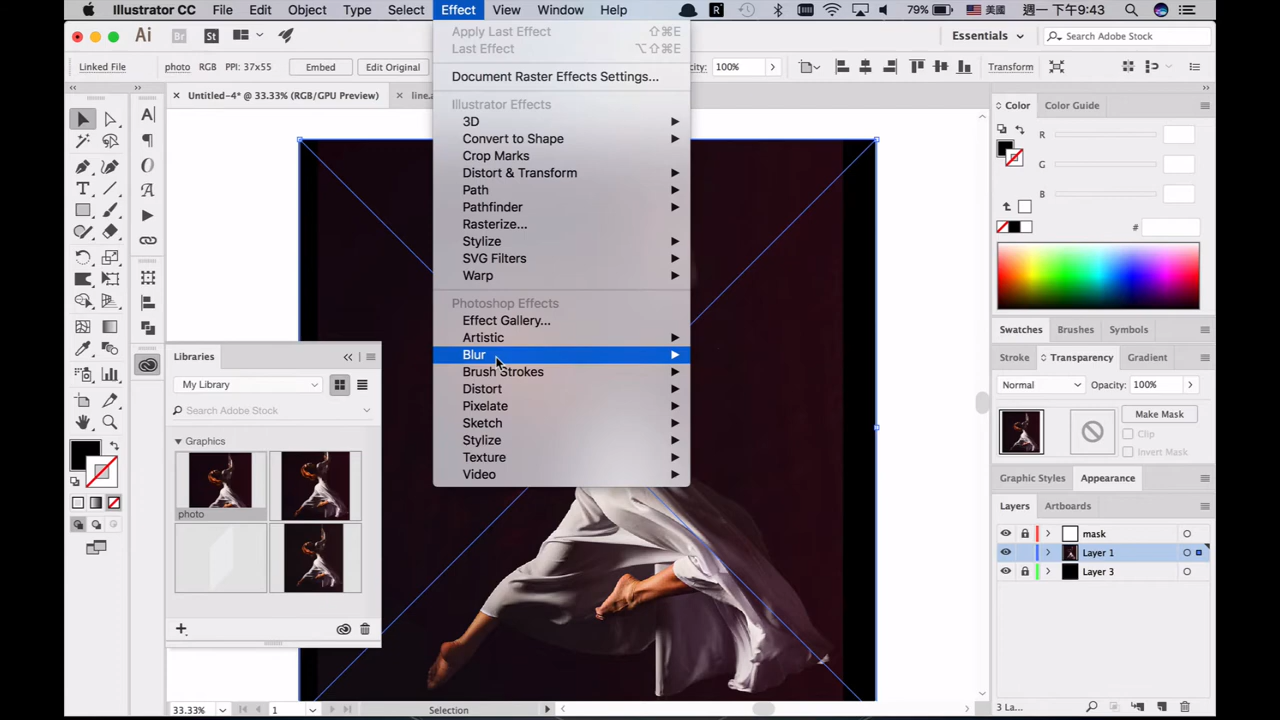 Illustrator CC File Edit Object Type Select Effect View Window Help 79% 美國 週一 下午9:43
Ai Br St Essentials Search Adobe Stock
Linked File photo RGB PPI: 37x55 Embed Edit Original 100% Transform
Untitled-4* @ 33.33% (RGB/GPU Preview) line.
Apply Last Effect ⇧⌘E
Last Effect ⌥⇧⌘E
Document Raster Effects Settings...
Illustrator Effects
3D
Convert to Shape
Crop Marks
Distort & Transform
Path
Pathfinder
Rasterize...
Stylize
SVG Filters
Warp
Photoshop Effects
Effect Gallery...
Artistic
Blur
Brush Strokes
Distort
Pixelate
Sketch
Stylize
Texture
Video
Libraries
My Library
Search Adobe Stock
Graphics
photo
Color Color Guide
R
G
B
#
Swatches Brushes Symbols
Stroke Transparency Gradient
Normal Opacity: 100%
Make Mask
Clip
Invert Mask
Graphic Styles Appearance
Layers Artboards
mask
Layer 1
Layer 3
3 La...
33.33% 1 Selection